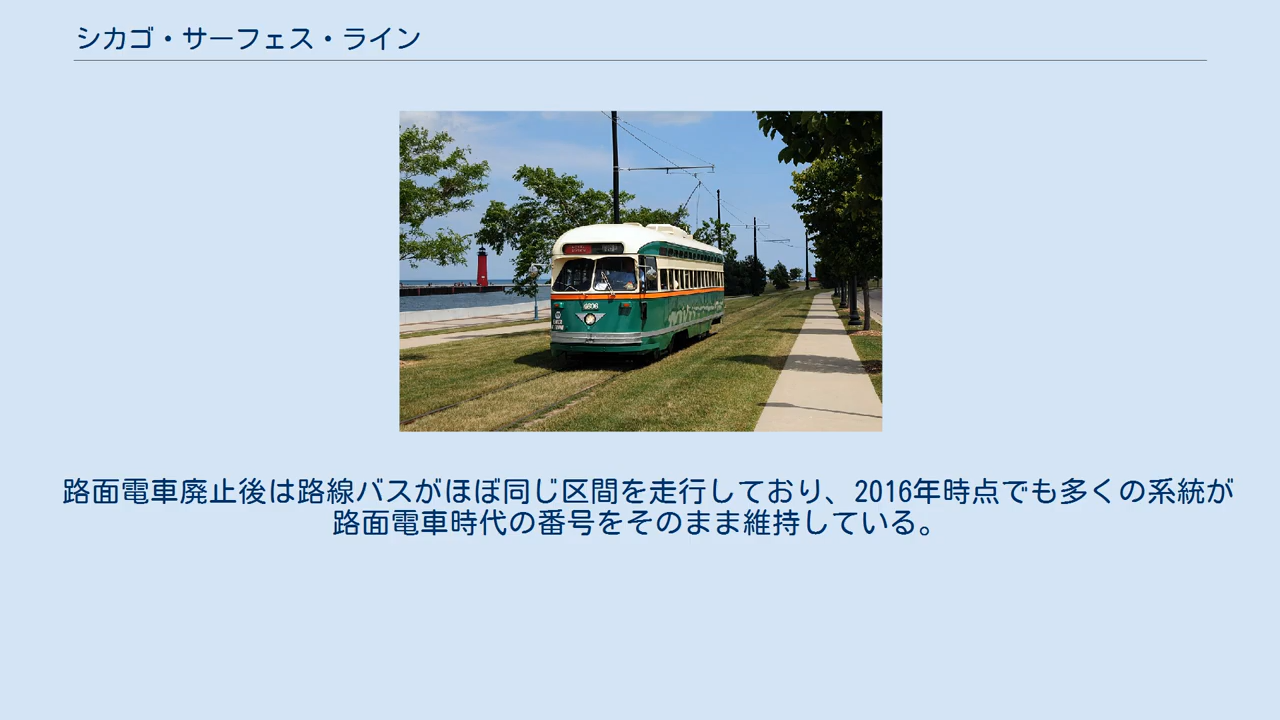 シカゴ・サーフェス・ライン
4606
路面電車廃止後は路線バスがほぼ同じ区間を走行しており、2016年時点でも多くの系統が
路面電車時代の番号をそのまま維持している。